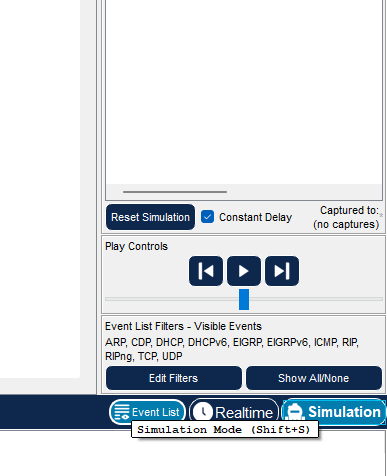 Reset Simulation
Constant Delay
Captured to:
(no captures)
Play Controls
Event List Filters - Visible Events
ARP, CDP, DHCP, DHCPv6, EIGRP, EIGRPv6, ICMP, RIP,
RIPng, TCP, UDP
Edit Filters
Show All/None
Event List
Realtime
Simulation
Simulation Mode (Shift+S)